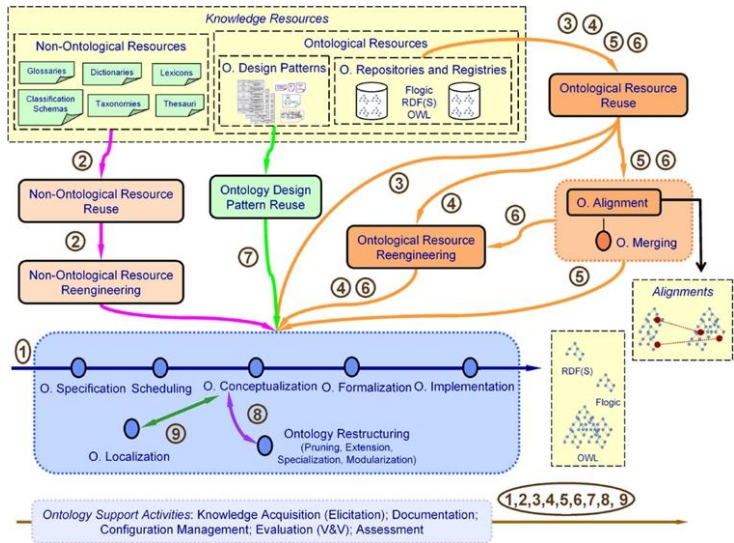 Knowledge Resources
Non-Ontological Resources
Glossaries
Dictionaries
Lexicons
Classification
Schemas
Taxonomies
Thesauri
Ontological Resources
O. Design Patterns
O. Repositories and Registries
Flogic
RDF(S)
OWL
3 4
5 6
Ontological Resource
Reuse
2
Non-Ontological Resource
Reuse
2
Non-Ontological Resource
Reengineering
Ontology Design
Pattern Reuse
7
3
4
5 6
O. Alignment
O. Merging
6
Ontological Resource
Reengineering
4 6
5
Alignments
1
O. Specification
Scheduling
O. Conceptualization
O. Formalization
O. Implementation
9
8
O. Localization
Ontology Restructuring
(Pruning, Extension,
Specialization, Modularization)
RDF(S)
Flogic
OWL
1,2,3,4,5,6,7,8, 9
Ontology Support Activities: Knowledge Acquisition (Elicitation); Documentation;
Configuration Management; Evaluation (V&V); Assessment